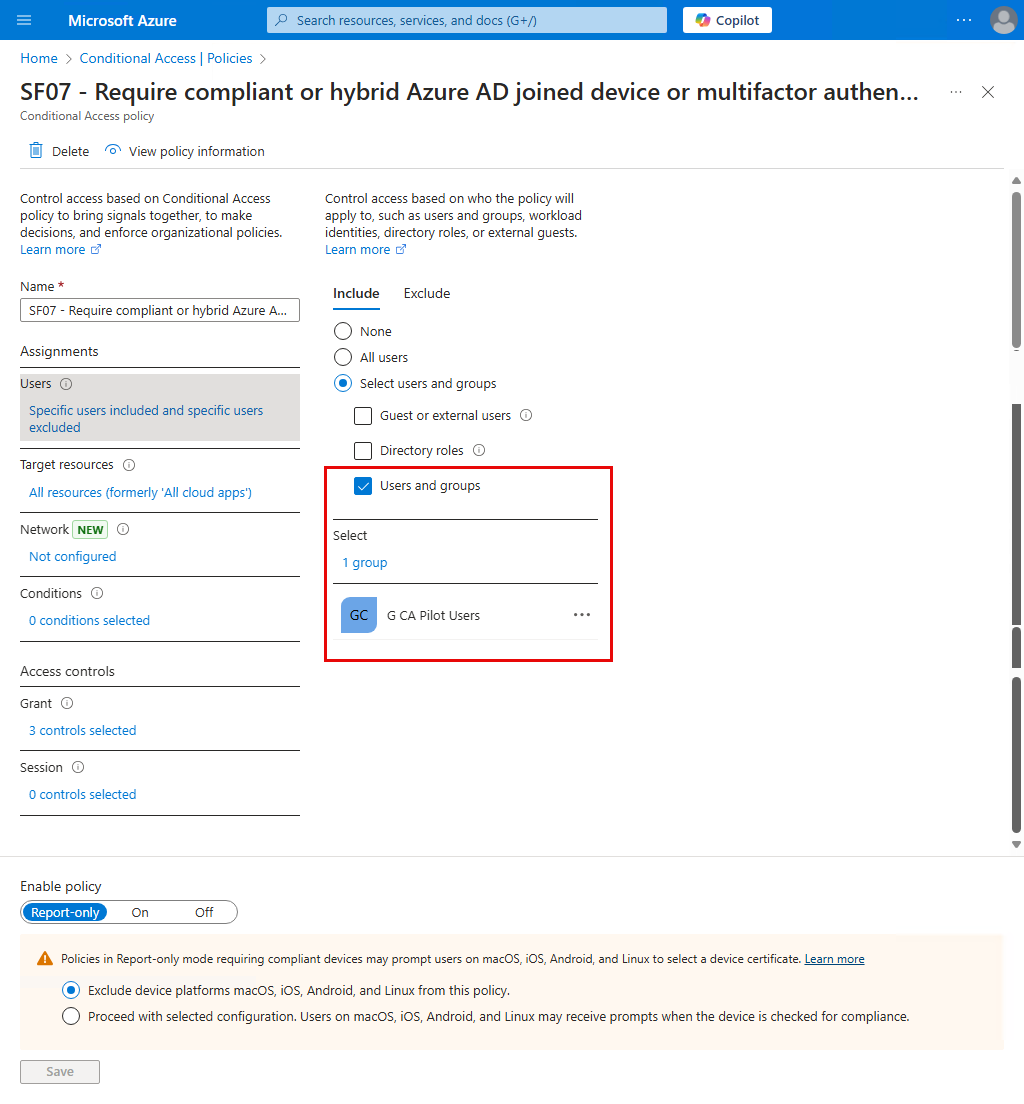 Microsoft Azure
Search resources, services, and docs (G+/)
Copilot
Home > Conditional Access | Policies >
SF07 - Require compliant or hybrid Azure AD joined device or multifactor authen...
Conditional Access policy
Delete
View policy information
Control access based on Conditional Access
policy to bring signals together, to make
decisions, and enforce organizational policies.
Learn more
Name *
SF07 - Require compliant or hybrid Azure A...
Assignments
Users
Specific users included and specific users
excluded
Target resources
All resources (formerly 'All cloud apps')
Network NEW
Not configured
Conditions
0 conditions selected
Access controls
Grant
3 controls selected
Session
0 controls selected
Control access based on who the policy will
apply to, such as users and groups, workload
identities, directory roles, or external guests.
Learn more
Include
Exclude
None
All users
Select users and groups
Guest or external users
Directory roles
Users and groups
Select
1 group
GC
G CA Pilot Users
Enable policy
Report-only
On
Off
Policies in Report-only mode requiring compliant devices may prompt users on macOS, iOS, Android, and Linux to select a device certificate. Learn more
Exclude device platforms macOS, iOS, Android, and Linux from this policy.
Proceed with selected configuration. Users on macOS, iOS, Android, and Linux may receive prompts when the device is checked for compliance.
Save